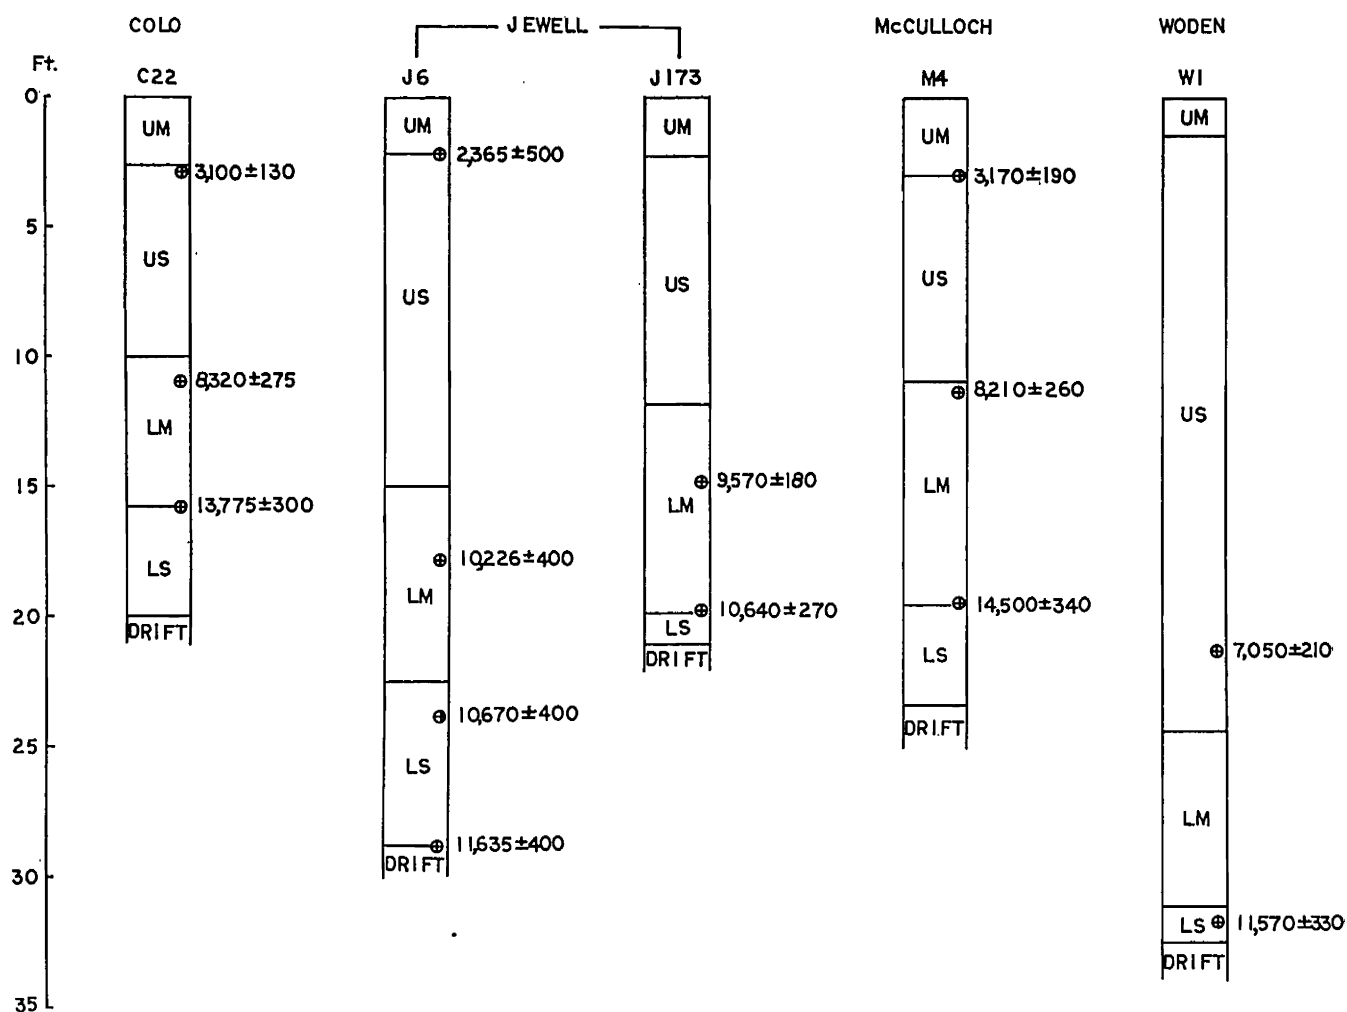 COLO
JEWELL
McCULLOCH
WODEN
Ft.
C22
J6
J173
M4
W1
0
5
10
15
20
25
30
35
UM
3,100±130
US
8,320±275
LM
13,775±300
LS
DRIFT
UM
2,365±500
US
10,226±400
LM
10,670±400
LS
11,635±400
DRIFT
UM
US
9,570±180
LM
10,640±270
LS
DRIFT
UM
3,170±190
US
8,210±260
LM
14,500±340
LS
DRIFT
UM
US
7,050±210
LM
LS
11,570±330
DRIFT